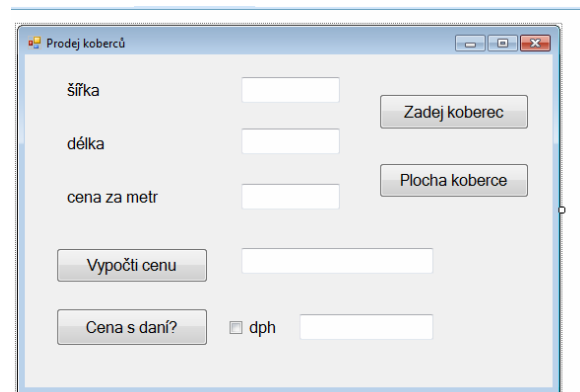 Prodej koberců
šířka
Zadej koberec
délka
Plocha koberce
cena za metr
Vypočti cenu
Cena s daní?
dph